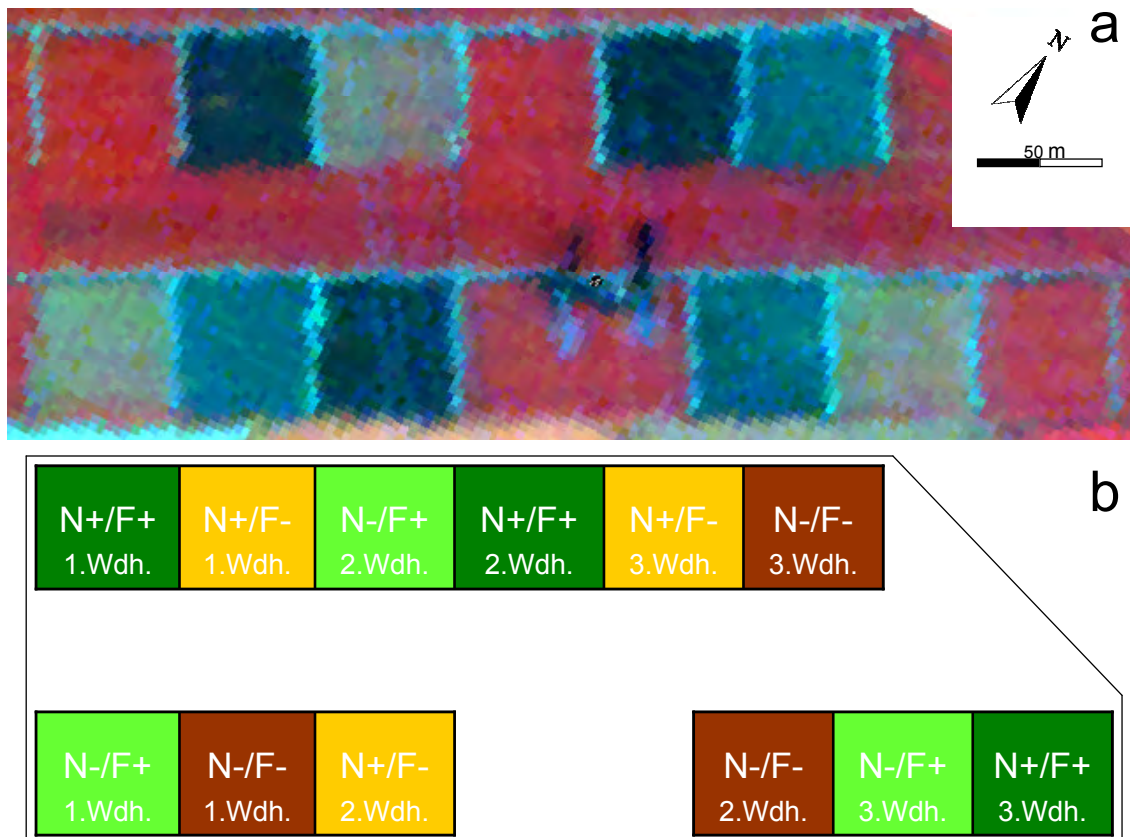 a
N
50 m
b
N+/F+ N+/F- N-/F+ N+/F+ N+/F- N-/F-
1.Wdh. 1.Wdh. 2.Wdh. 2.Wdh. 3.Wdh. 3.Wdh.
N-/F+ N-/F- N+/F- N-/F- N-/F+ N+/F+
1.Wdh. 1.Wdh. 2.Wdh. 2.Wdh. 3.Wdh. 3.Wdh.